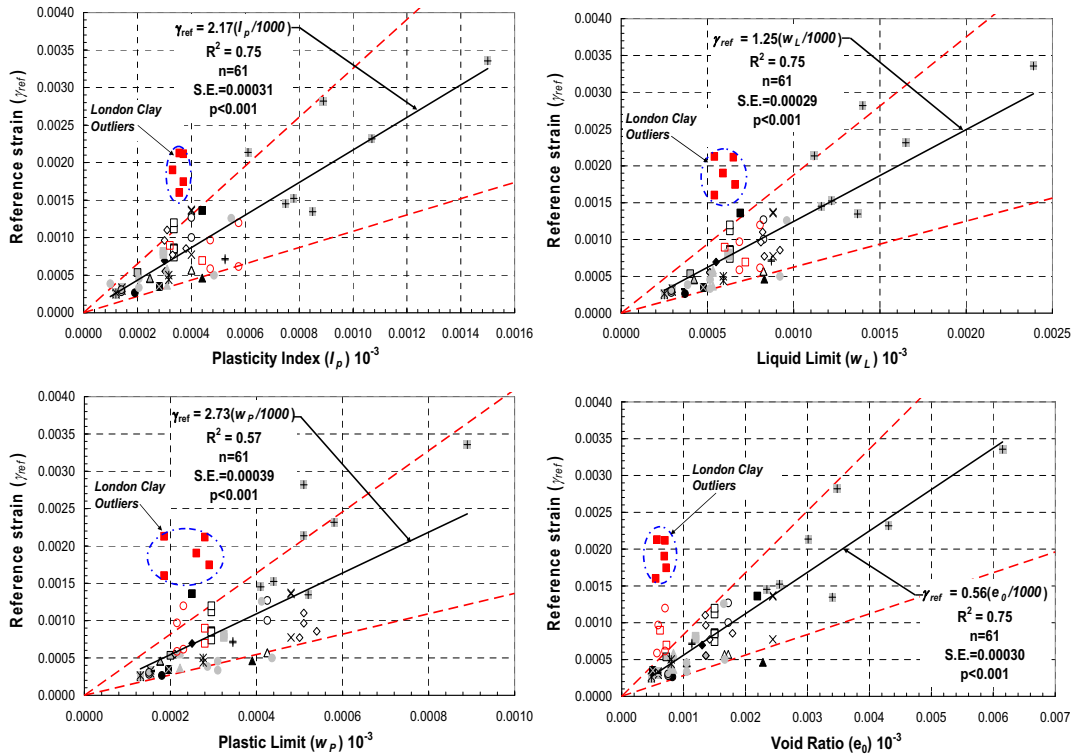 0.0040
0.0035
0.0030
0.0025
0.0020
0.0015
0.0010
0.0005
0.0000
Reference strain (γref)
γref = 2.17(Ip/1000)
R² = 0.75
n=61
S.E.=0.00031
p<0.001
London Clay
Outliers
0.0000 0.0002 0.0004 0.0006 0.0008 0.0010 0.0012 0.0014 0.0016
Plasticity Index (Ip) 10⁻³
0.0040
0.0035
0.0030
0.0025
0.0020
0.0015
0.0010
0.0005
0.0000
Reference strain (γref)
γref = 1.25(wL/1000)
R² = 0.75
n=61
S.E.=0.00029
p<0.001
London Clay
Outliers
0.0000 0.0005 0.0010 0.0015 0.0020 0.0025
Liquid Limit (wL) 10⁻³
0.0040
0.0035
0.0030
0.0025
0.0020
0.0015
0.0010
0.0005
0.0000
Reference strain (γref)
γref = 2.73(wP/1000)
R² = 0.57
n=61
S.E.=0.00039
p<0.001
London Clay
Outliers
0.0000 0.0002 0.0004 0.0006 0.0008 0.0010
Plastic Limit (wP) 10⁻³
0.0040
0.0035
0.0030
0.0025
0.0020
0.0015
0.0010
0.0005
0.0000
Reference strain (γref)
London Clay
Outliers
γref = 0.56(e0/1000)
R² = 0.75
n=61
S.E.=0.00030
p<0.001
0.000 0.001 0.002 0.003 0.004 0.005 0.006 0.007
Void Ratio (e0) 10⁻³